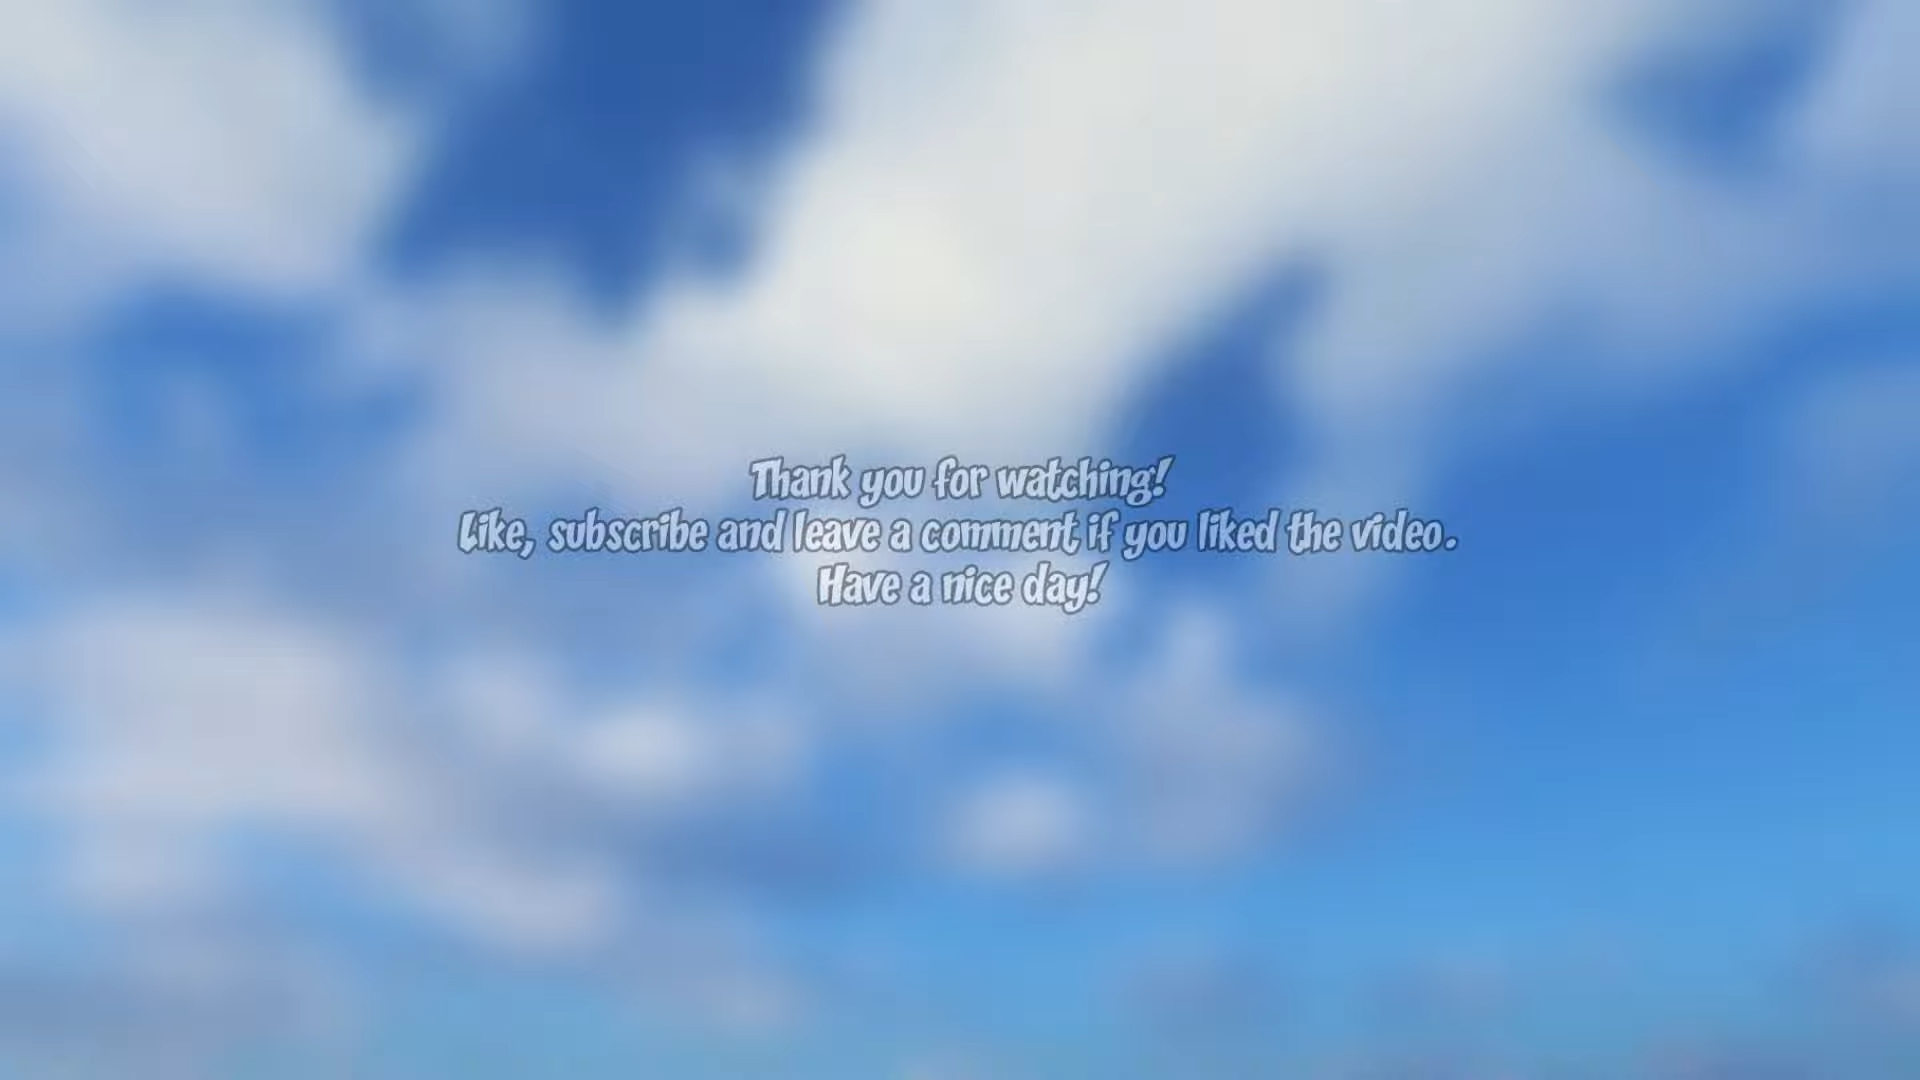 Thank you for watching!
Like, subscribe and leave a comment if you liked the video.
Have a nice day!